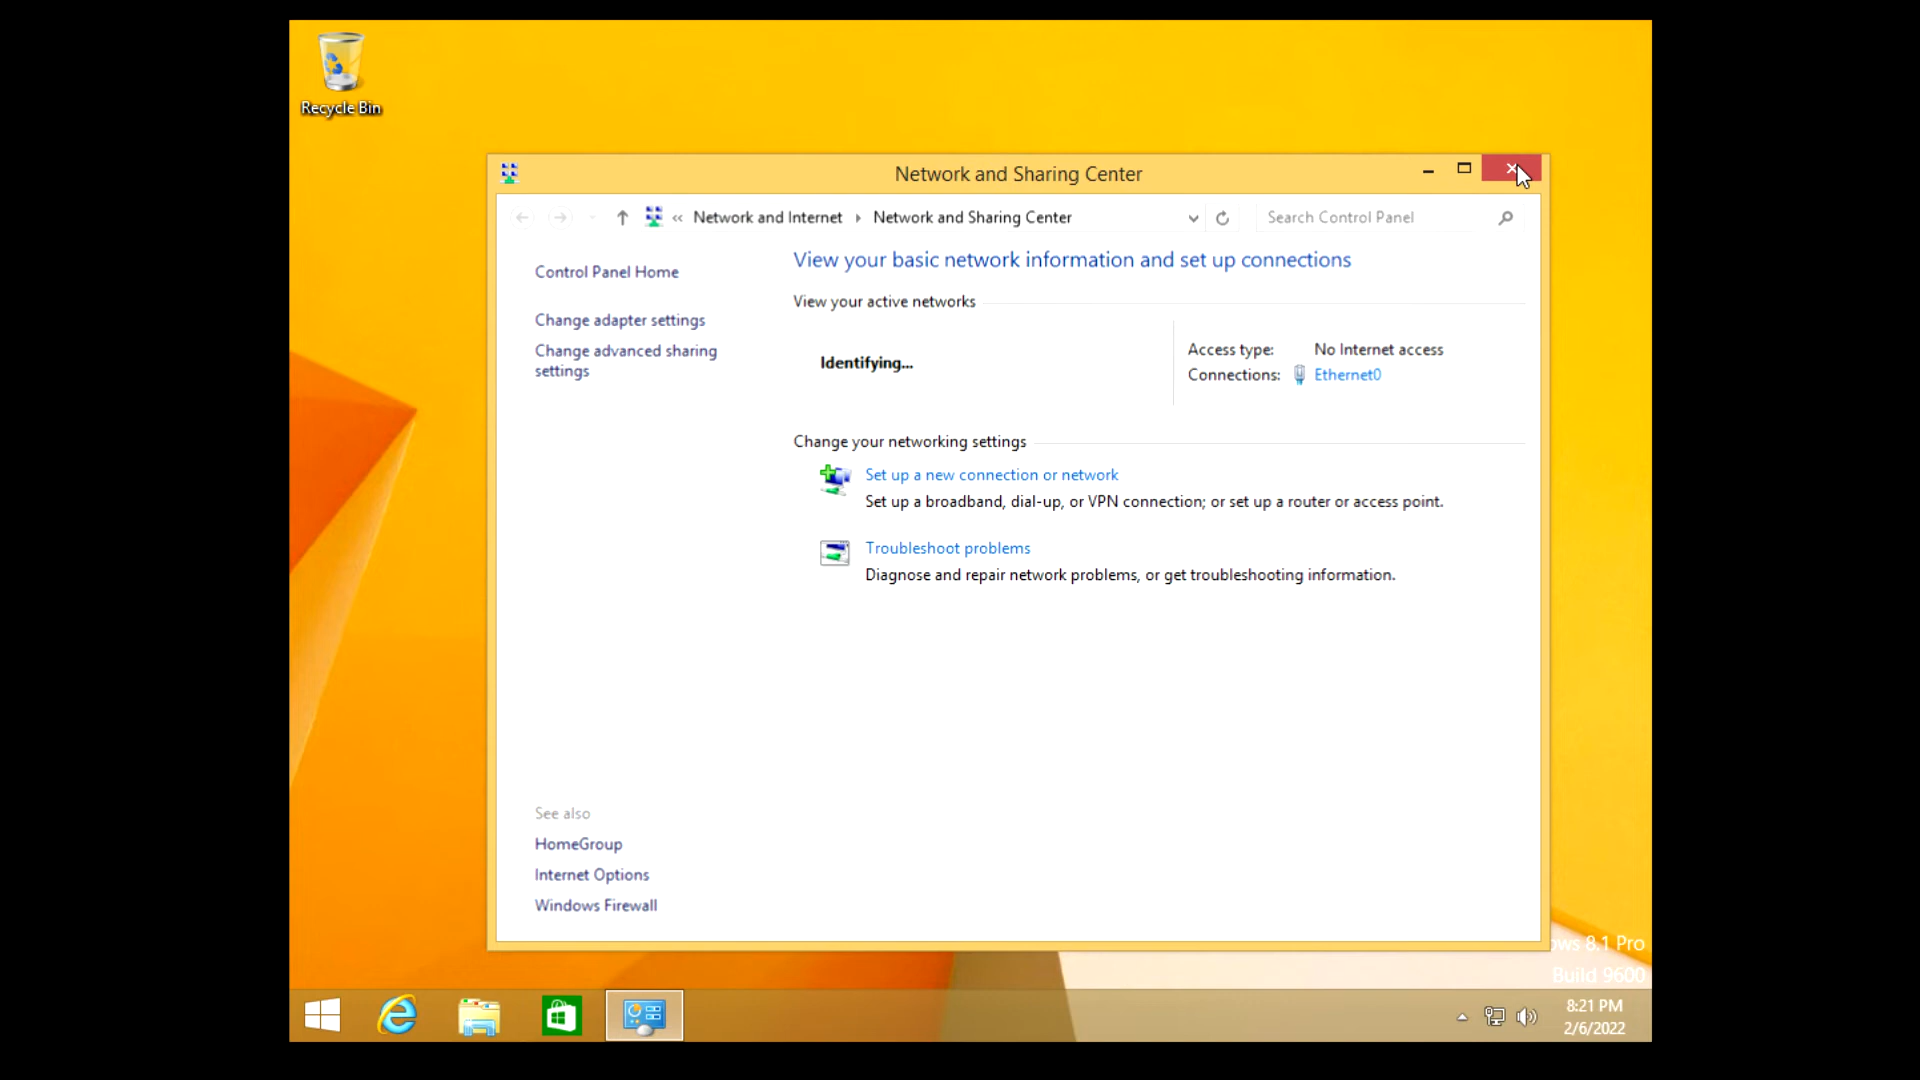 Recycle Bin
Network and Sharing Center
Network and Internet
Network and Sharing Center
Search Control Panel
Control Panel Home
Change adapter settings
Change advanced sharing
settings
View your basic network information and set up connections
View your active networks
Identifying...
Access type: No Internet access
Connections: Ethernet0
Change your networking settings
Set up a new connection or network
Set up a broadband, dial-up, or VPN connection; or set up a router or access point.
Troubleshoot problems
Diagnose and repair network problems, or get troubleshooting information.
See also
HomeGroup
Internet Options
Windows Firewall
ows 8.1 Pro
Build 9600
8:21 PM
2/6/2022